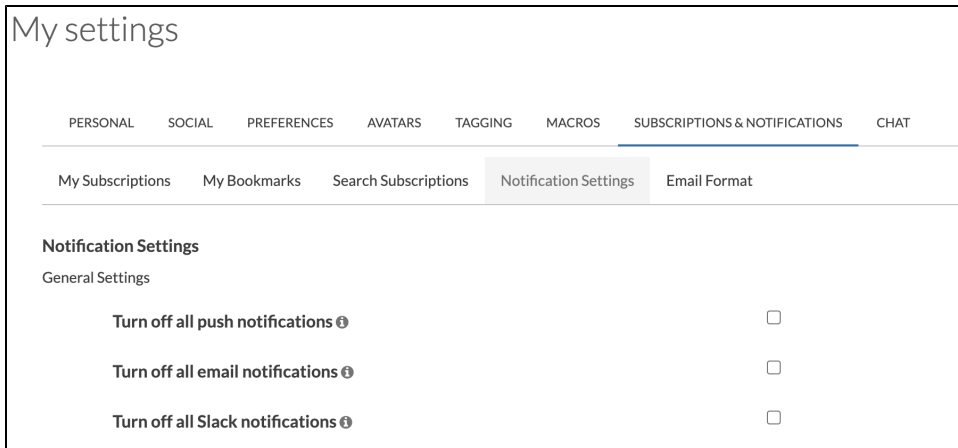 My settings
PERSONAL SOCIAL PREFERENCES AVATARS TAGGING MACROS SUBSCRIPTIONS & NOTIFICATIONS CHAT
My Subscriptions My Bookmarks Search Subscriptions Notification Settings Email Format
Notification Settings
General Settings
Turn off all push notifications
Turn off all email notifications
Turn off all Slack notifications